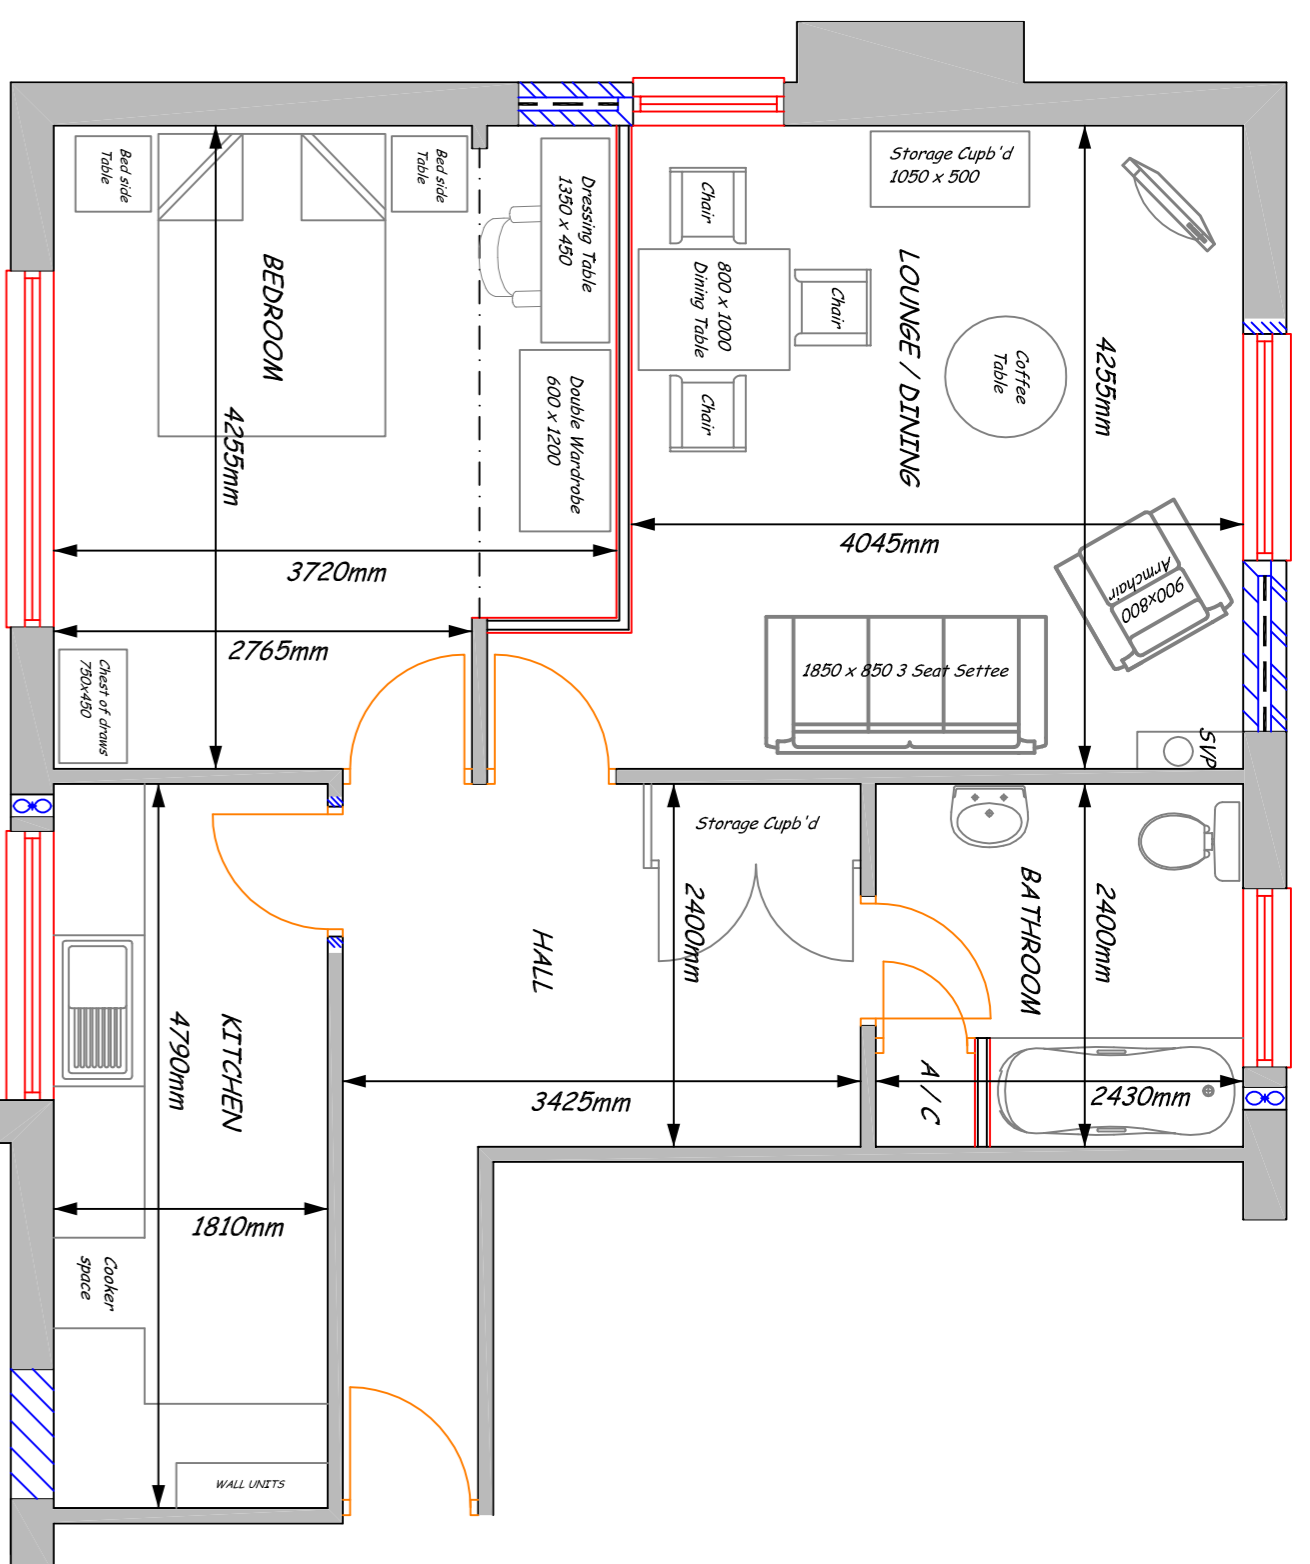 Bed side
Table
Bed side
Table
BEDROOM
4255mm
3720mm
2765mm
Chest of draws
750x450
Dressing Table
1350 x 450
Double Wardrobe
600 x 1200
Chair
800 x 1000
Dining Table
Chair
Chair
Storage Cupb'd
1050 x 500
LOUNGE / DINING
Coffee
Table
4255mm
4045mm
Armchair
900x800
1850 x 850 3 Seat Settee
SVP
Storage Cupb'd
2400mm
HALL
3425mm
BATHROOM
2400mm
A/C
2430mm
KITCHEN
4790mm
1810mm
Cooker
space
WALL UNITS